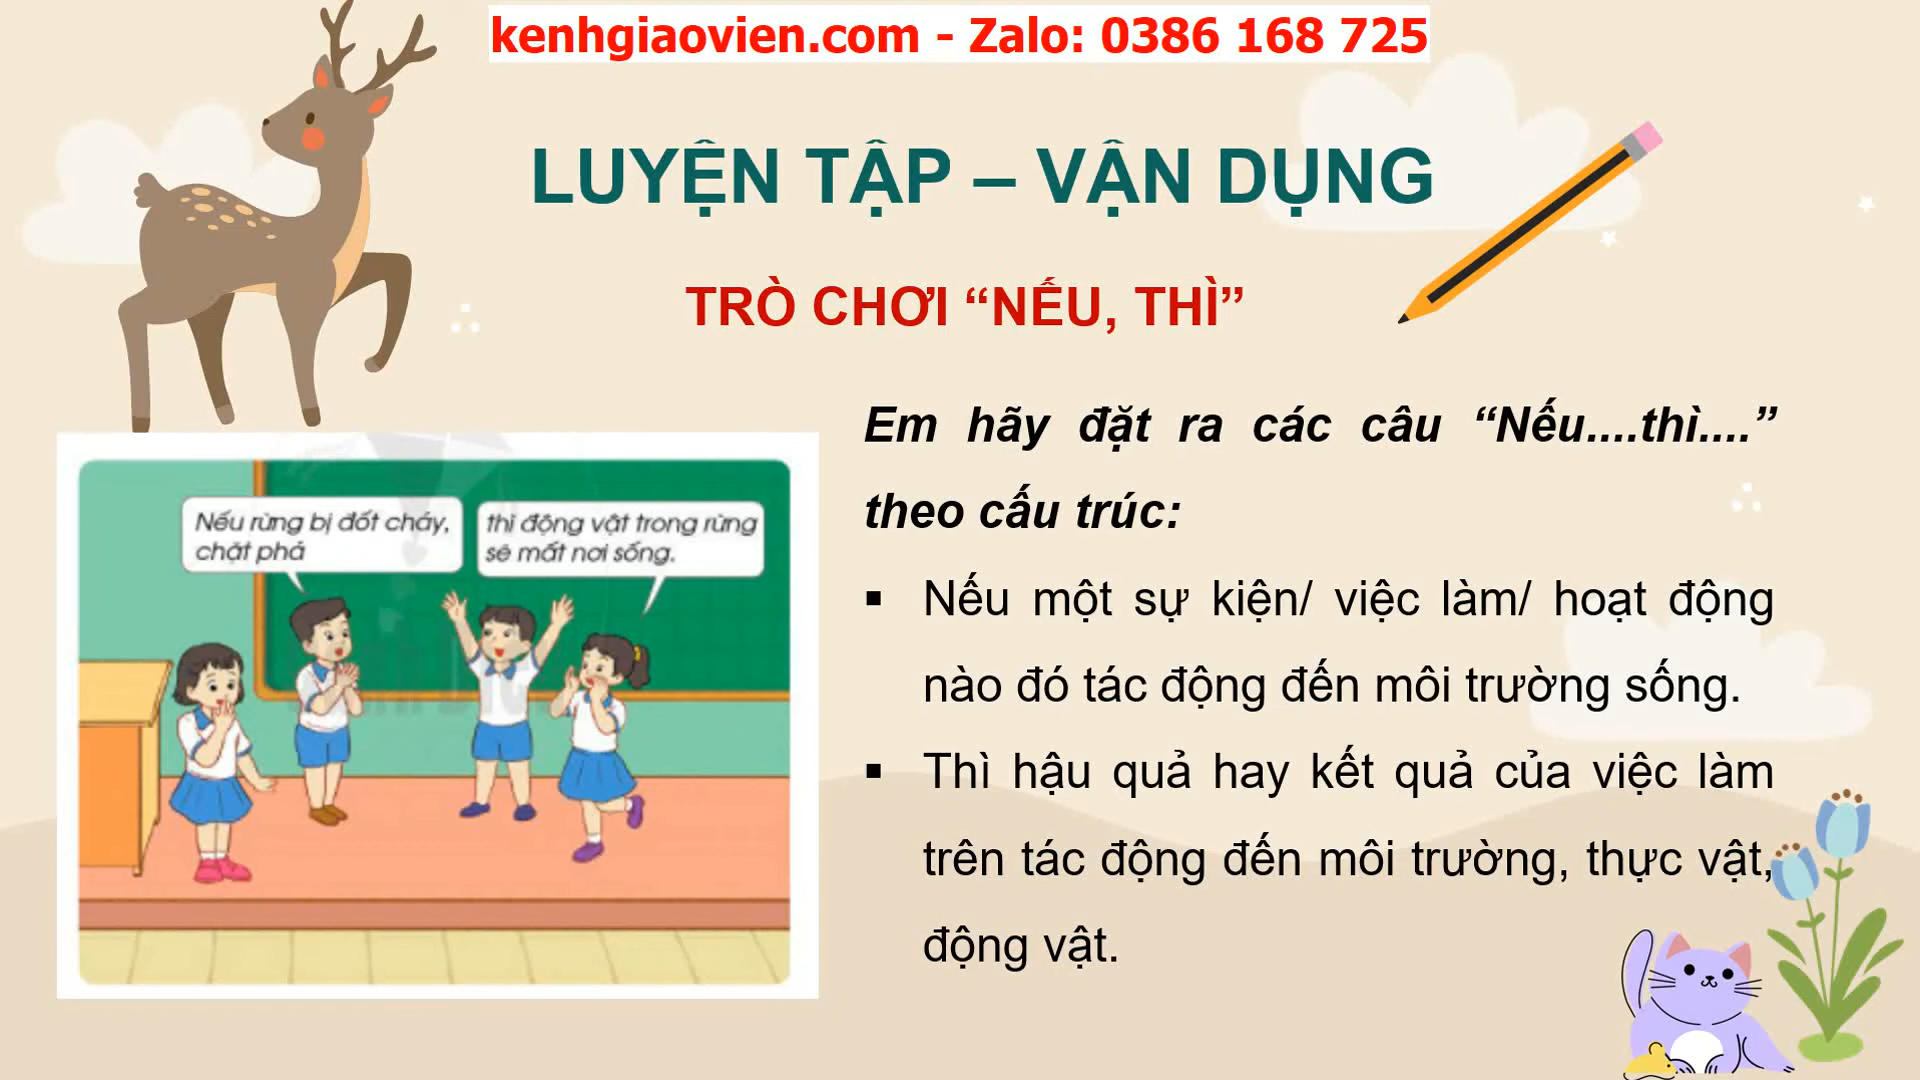 kenhgiaovien.com - Zalo: 0386 168 725
LUYỆN TẬP – VẬN DỤNG
TRÒ CHƠI “NẾU, THÌ”
Em hãy đặt ra các câu “Nếu....thì....”
theo cấu trúc:
▪ Nếu một sự kiện/ việc làm/ hoạt động
nào đó tác động đến môi trường sống.
▪ Thì hậu quả hay kết quả của việc làm
trên tác động đến môi trường, thực vật,
động vật.
Nếu rừng bị đốt cháy,
chặt phá
thì động vật trong rừng
sẽ mất nơi sống.